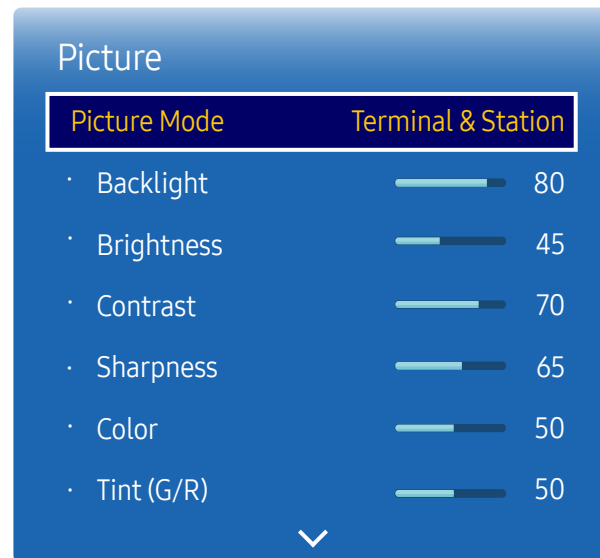 Picture
Picture Mode Terminal & Station
· Backlight 80
· Brightness 45
· Contrast 70
· Sharpness 65
· Color 50
· Tint (G/R) 50